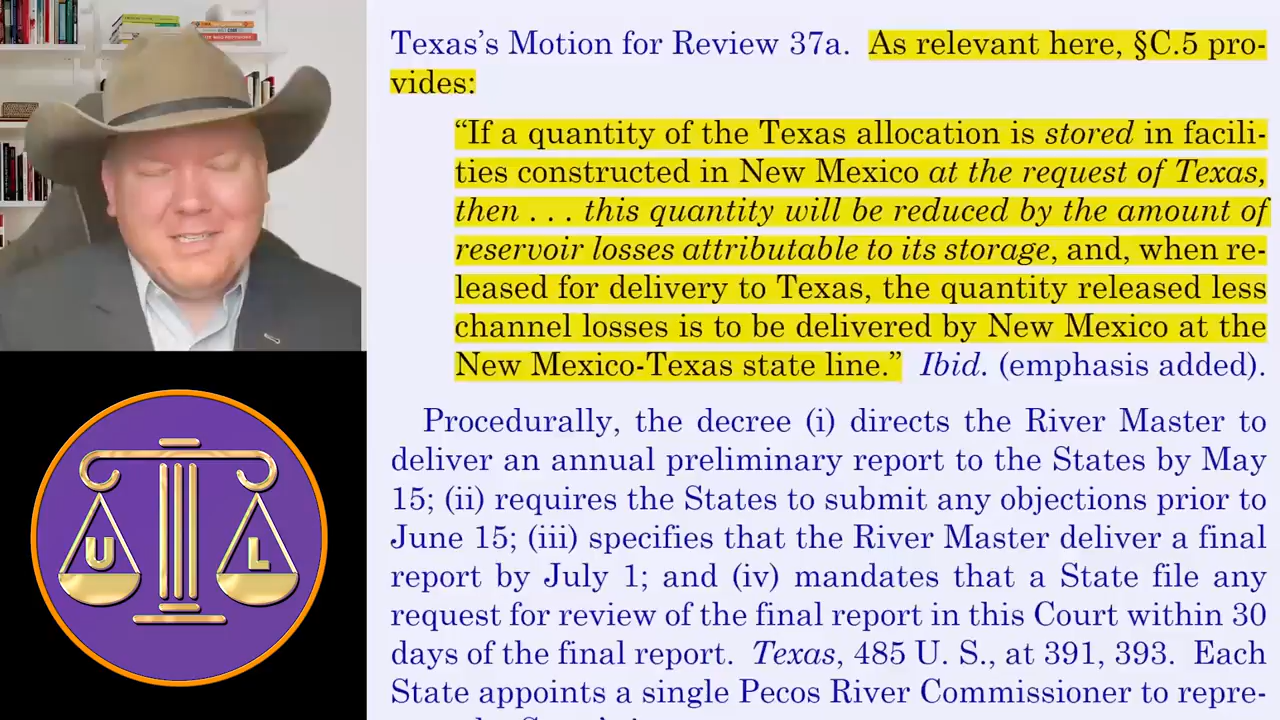 Texas's Motion for Review 37a. As relevant here, §C.5 pro-
vides:
“If a quantity of the Texas allocation is stored in facili-
ties constructed in New Mexico at the request of Texas,
then . . . this quantity will be reduced by the amount of
reservoir losses attributable to its storage, and, when re-
leased for delivery to Texas, the quantity released less
channel losses is to be delivered by New Mexico at the
New Mexico-Texas state line.” Ibid. (emphasis added).
Procedurally, the decree (i) directs the River Master to
deliver an annual preliminary report to the States by May
15; (ii) requires the States to submit any objections prior to
June 15; (iii) specifies that the River Master deliver a final
report by July 1; and (iv) mandates that a State file any
request for review of the final report in this Court within 30
days of the final report. Texas, 485 U. S., at 391, 393. Each
State appoints a single Pecos River Commissioner to repre-
U L